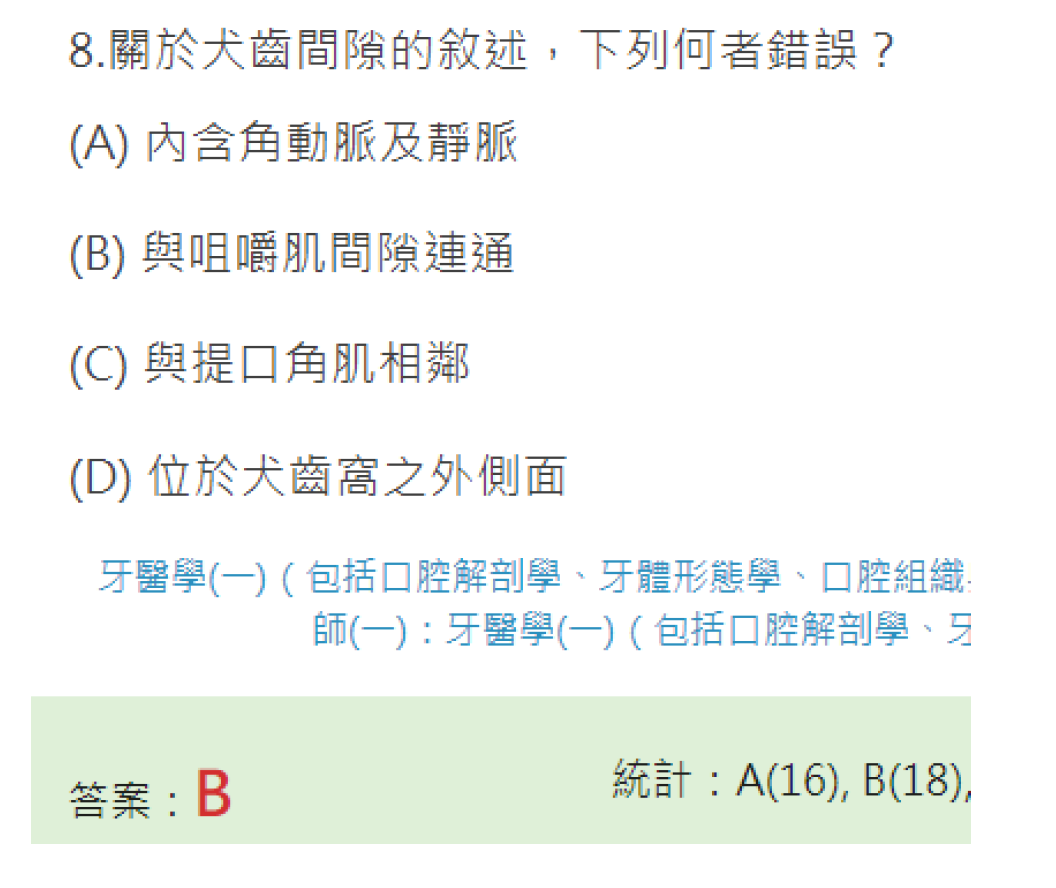 8.關於犬齒間隙的敘述，下列何者錯誤？
(A) 內含角動脈及靜脈
(B) 與咀嚼肌間隙連通
(C) 與提口角肌相鄰
(D) 位於犬齒窩之外側面
牙醫學(一)（包括口腔解剖學、牙體形態學、口腔組織
師(一)：牙醫學(一)（包括口腔解剖學、牙
答案：B
統計：A(16), B(18),